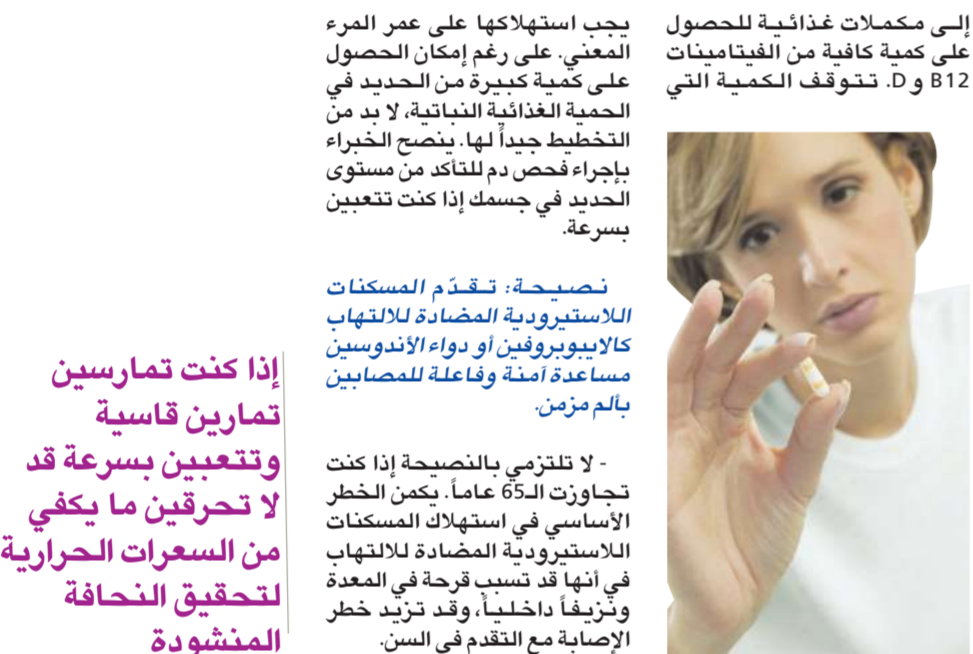 إلى مكملات غذائية للحصول
على كمية كافية من الفيتامينات
B12 و D. تتوقف الكمية التي
يجب استهلاكها على عمر المرء
المعني. على رغم إمكان الحصول
على كمية كبيرة من الحديد في
الحمية الغذائية النباتية، لا بد من
التخطيط جيداً لها. ينصح الخبراء
بإجراء فحص دم للتأكد من مستوى
الحديد في جسمك إذا كنت تتعبين
بسرعة.
نصيحة: تقدّم المسكنات
اللاستيرودية المضادة للالتهاب
كالايبوبروفين أو دواء الأندوسين
مساعدة آمنة وفاعلة للمصابين
بألم مزمن.
- لا تلتزمي بالنصيحة إذا كنت
تجاوزت الـ65 عاماً. يكمن الخطر
الأساسي في استهلاك المسكنات
اللاستيرودية المضادة للالتهاب
في أنها قد تسبب قرحة في المعدة
ونزيفاً داخلياً، وقد تزيد خطر
الإصابة مع التقدم في السن.
إذا كنت تمارسين
تمارين قاسية
وتتعبين بسرعة قد
لا تحرقين ما يكفي
من السعرات الحرارية
لتحقيق النحافة
المنشودة